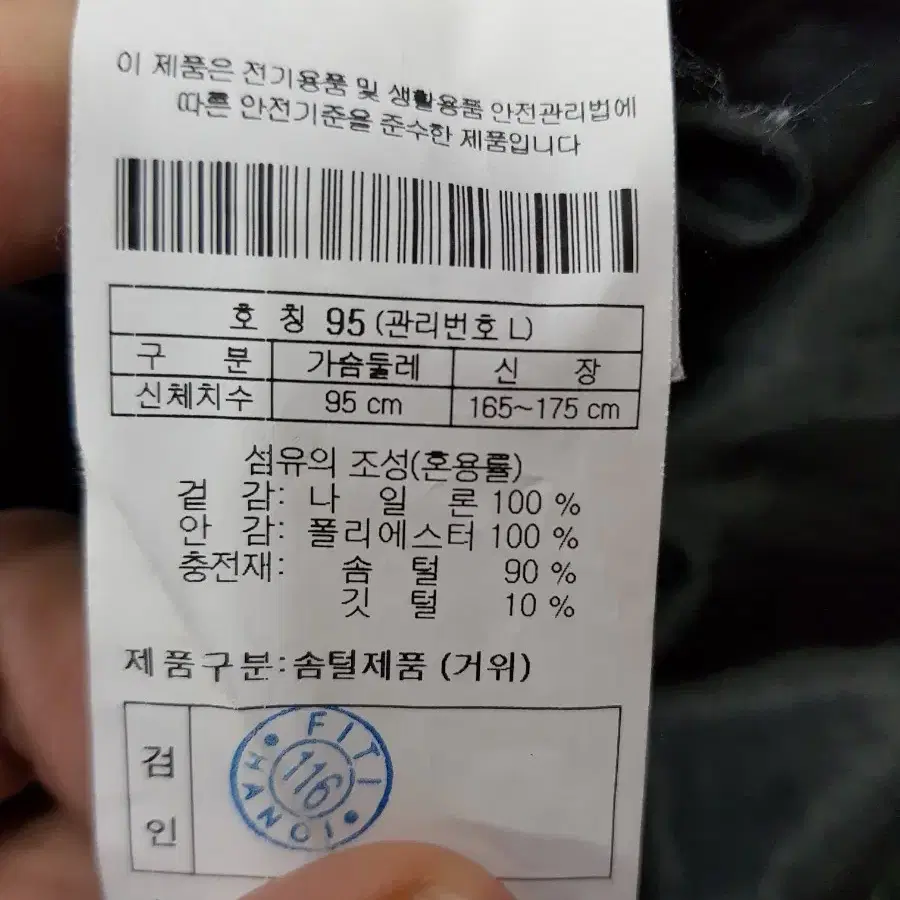 이 제품은 전기용품 및 생활용품 안전관리법에
따른 안전기준을 준수한 제품입니다
호 칭 95 (관리번호 L)
구 분 가슴둘레 신 장
신체치수 95 cm 165~175 cm
섬유의 조성(혼용률)
겉 감: 나 일 론 100 %
안 감: 폴리에스터 100 %
충전재: 솜 털 90 %
깃 털 10 %
제품구분: 솜털제품 (거위)
검
인
FITI
116
HANOI